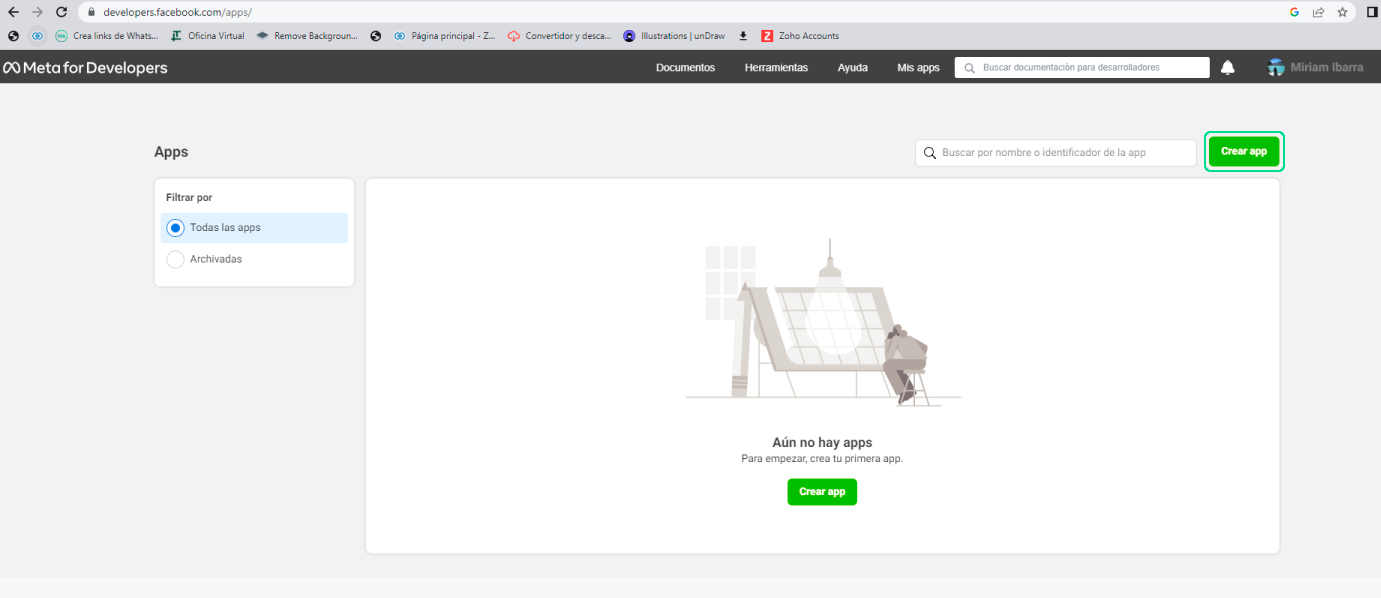 developers.facebook.com/apps/
Crea links de Whats... Oficina Virtual Remove Backgroun... Página principal - Z... Convertidor y desca... Illustrations | unDraw Zoho Accounts
Meta for Developers Documentos Herramientas Ayuda Mis apps Buscar documentación para desarrolladores Miriam Ibarra
Apps Buscar por nombre o identificador de la app Crear app
Filtrar por
Todas las apps
Archivadas
Aún no hay apps
Para empezar, crea tu primera app.
Crear app